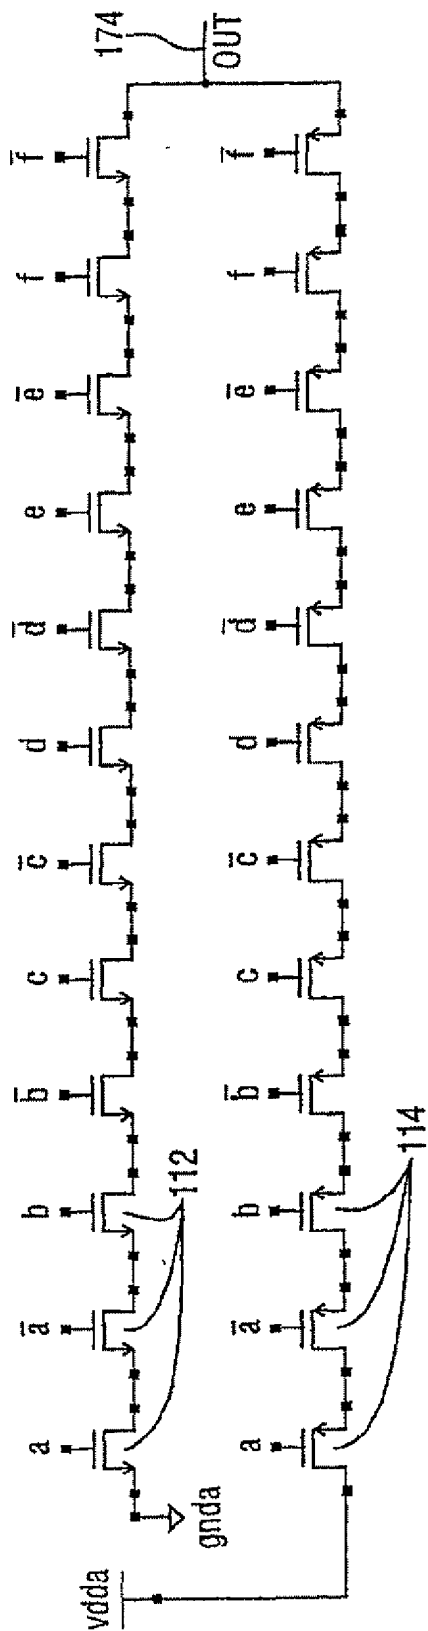 174
OUT
a a̅ b b̅ c c̅ d d̅ e e̅ f f̅
112
gnda
a a̅ b b̅ c c̅ d d̅ e e̅ f f̅
114
vdda